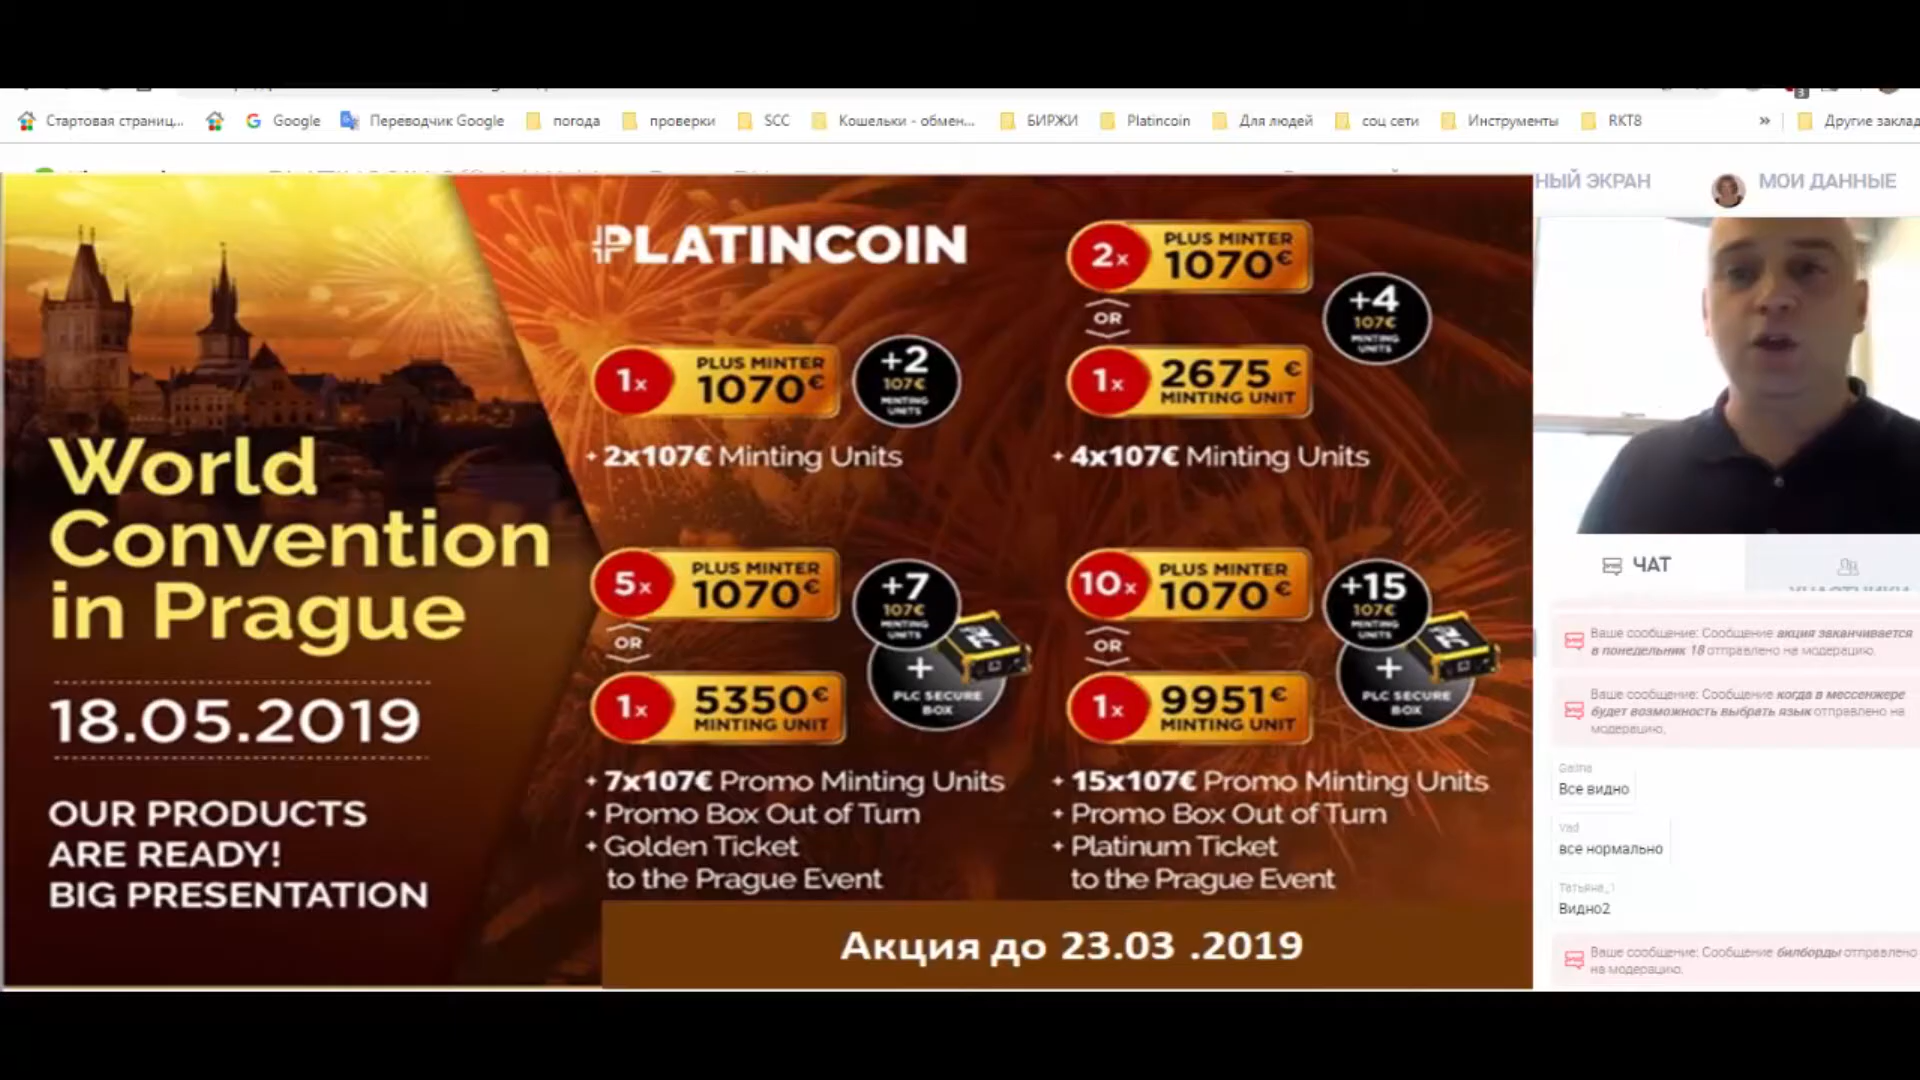 Стартовая страниц...
Google
Переводчик Google
погода
проверки
SCC
Кошельки - обмен...
БИРЖИ
Platincoin
Для людей
соц сети
Инструменты
RKT8
»
Другие заклад
НЫЙ ЭКРАН
МОИ ДАННЫЕ
World
Convention
in Prague
18.05.2019
OUR PRODUCTS
ARE READY!
BIG PRESENTATION
PLATINCOIN
1x
PLUS MINTER
1070€
+2
107€
MINTING
UNITS
+ 2x107€ Minting Units
2x
PLUS MINTER
1070€
OR
1x
2675 €
MINTING UNIT
+4
107€
MINTING
UNITS
+ 4x107€ Minting Units
5x
PLUS MINTER
1070€
OR
1x
5350€
MINTING UNIT
+7
107€
MINTING
UNITS
+
PLC SECURE
BOX
+ 7x107€ Promo Minting Units
+ Promo Box Out of Turn
+ Golden Ticket
to the Prague Event
10x
PLUS MINTER
1070€
OR
1x
9951€
MINTING UNIT
+15
107€
MINTING
UNITS
+
PLC SECURE
BOX
+ 15x107€ Promo Minting Units
+ Promo Box Out of Turn
+ Platinum Ticket
to the Prague Event
Акция до 23.03 .2019
ЧАТ
Ваше сообщение: Сообщение акция заканчивается
в понедельник 18 отправлено на модерацию.
Ваше сообщение: Сообщение когда в мессенжере
будет возможность выбрать язык отправлено на
модерацию.
Galina
Все видно
Vad
все нормально
Татьяна_1
Видно2
Ваше сообщение: Сообщение билборды отправлено
на модерацию.